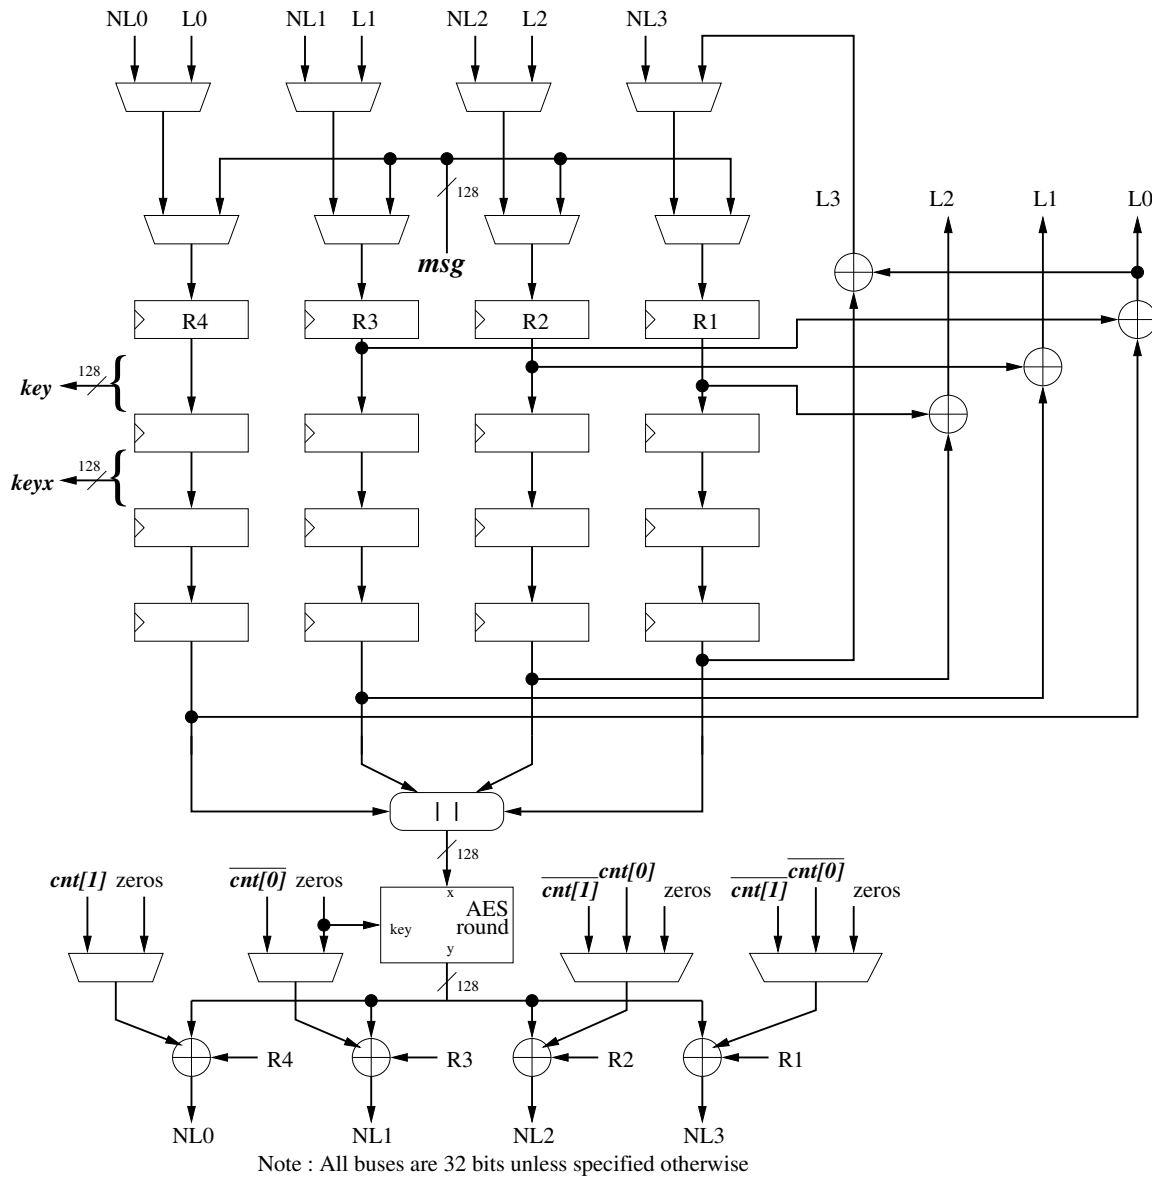 NL0 L0 NL1 L1 NL2 L2 NL3
128
msg
L3 L2 L1 L0
R4 R3 R2 R1
key 128
keyx 128
| |
128
cnt[1] zeros cnt[0] zeros cnt[1] cnt[0] zeros cnt[1] cnt[0] zeros
x
AES
round
key
y
128
R4 R3 R2 R1
NL0 NL1 NL2 NL3
Note : All buses are 32 bits unless specified otherwise